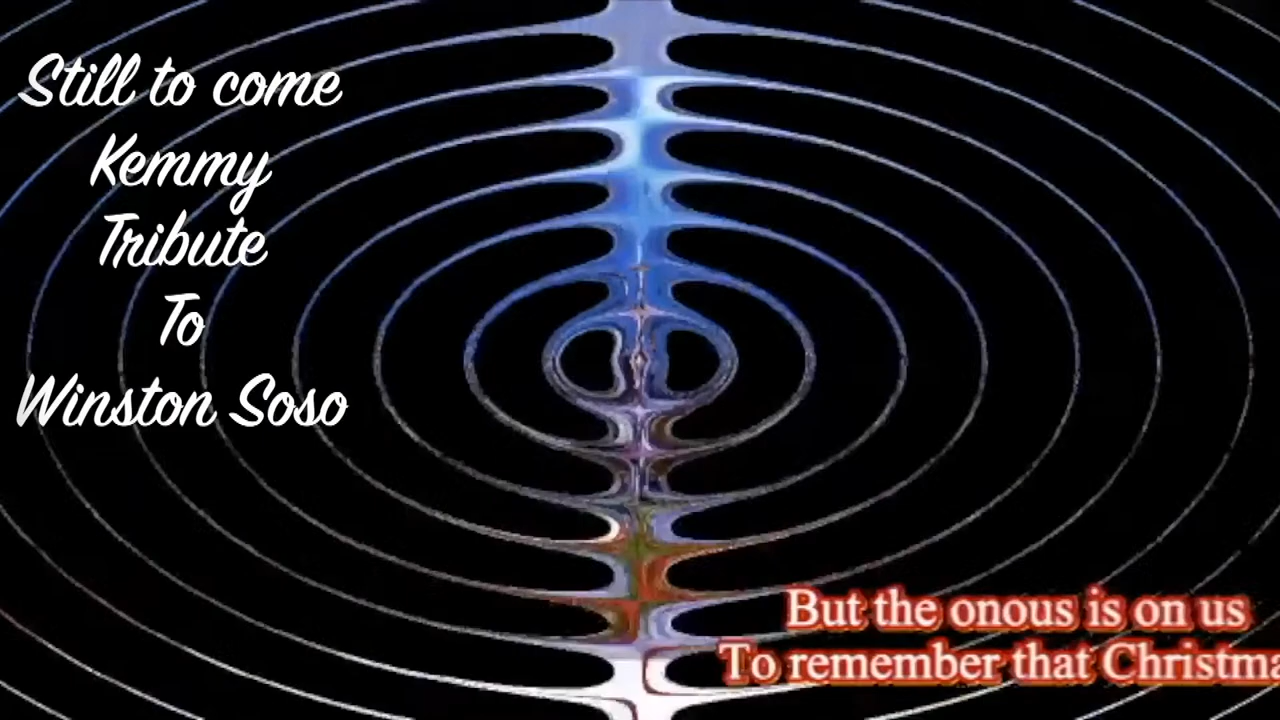 Still to come
Kemmy
Tribute
To
Winston Soso
But the onous is on us
To remember that Christma